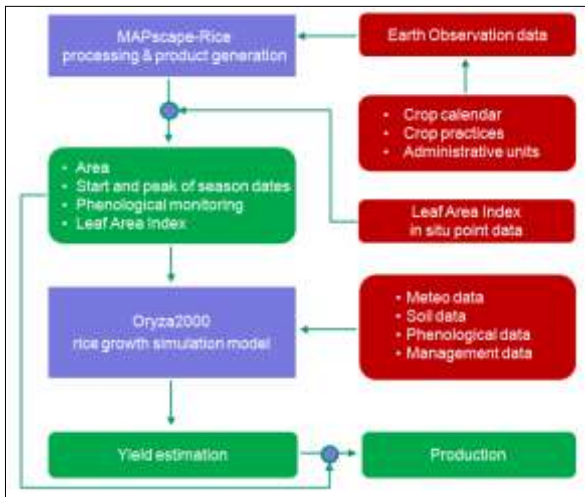 MAPscape-Rice
processing & product generation
Earth Observation data
• Crop calendar
• Crop practices
• Administrative units
• Area
• Start and peak of season dates
• Phenological monitoring
• Leaf Area Index
Leaf Area Index
in situ point data
Oryza2000
rice growth simulation model
• Meteo data
• Soil data
• Phenological data
• Management data
Yield estimation
Production